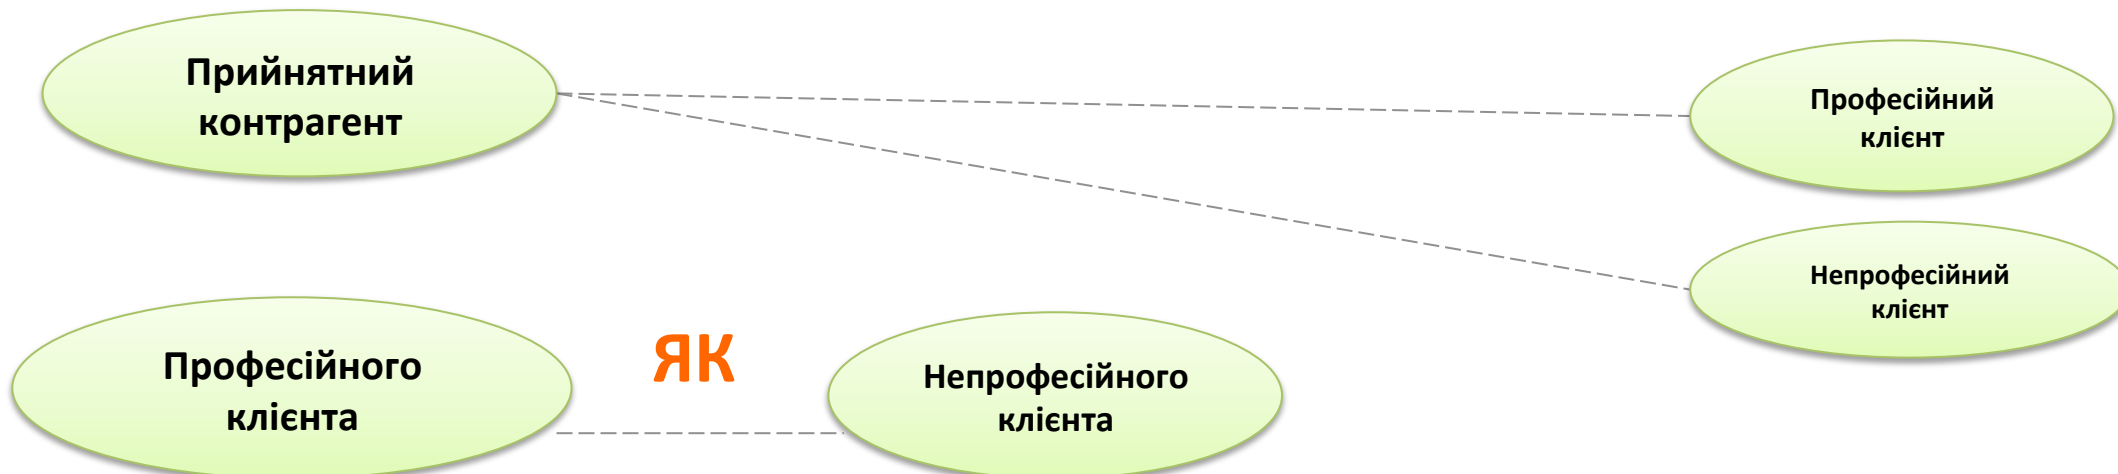 Прийнятний
контрагент
Професійний
клієнт
Непрофесійний
клієнт
Професійного
клієнта
ЯК
Непрофесійного
клієнта